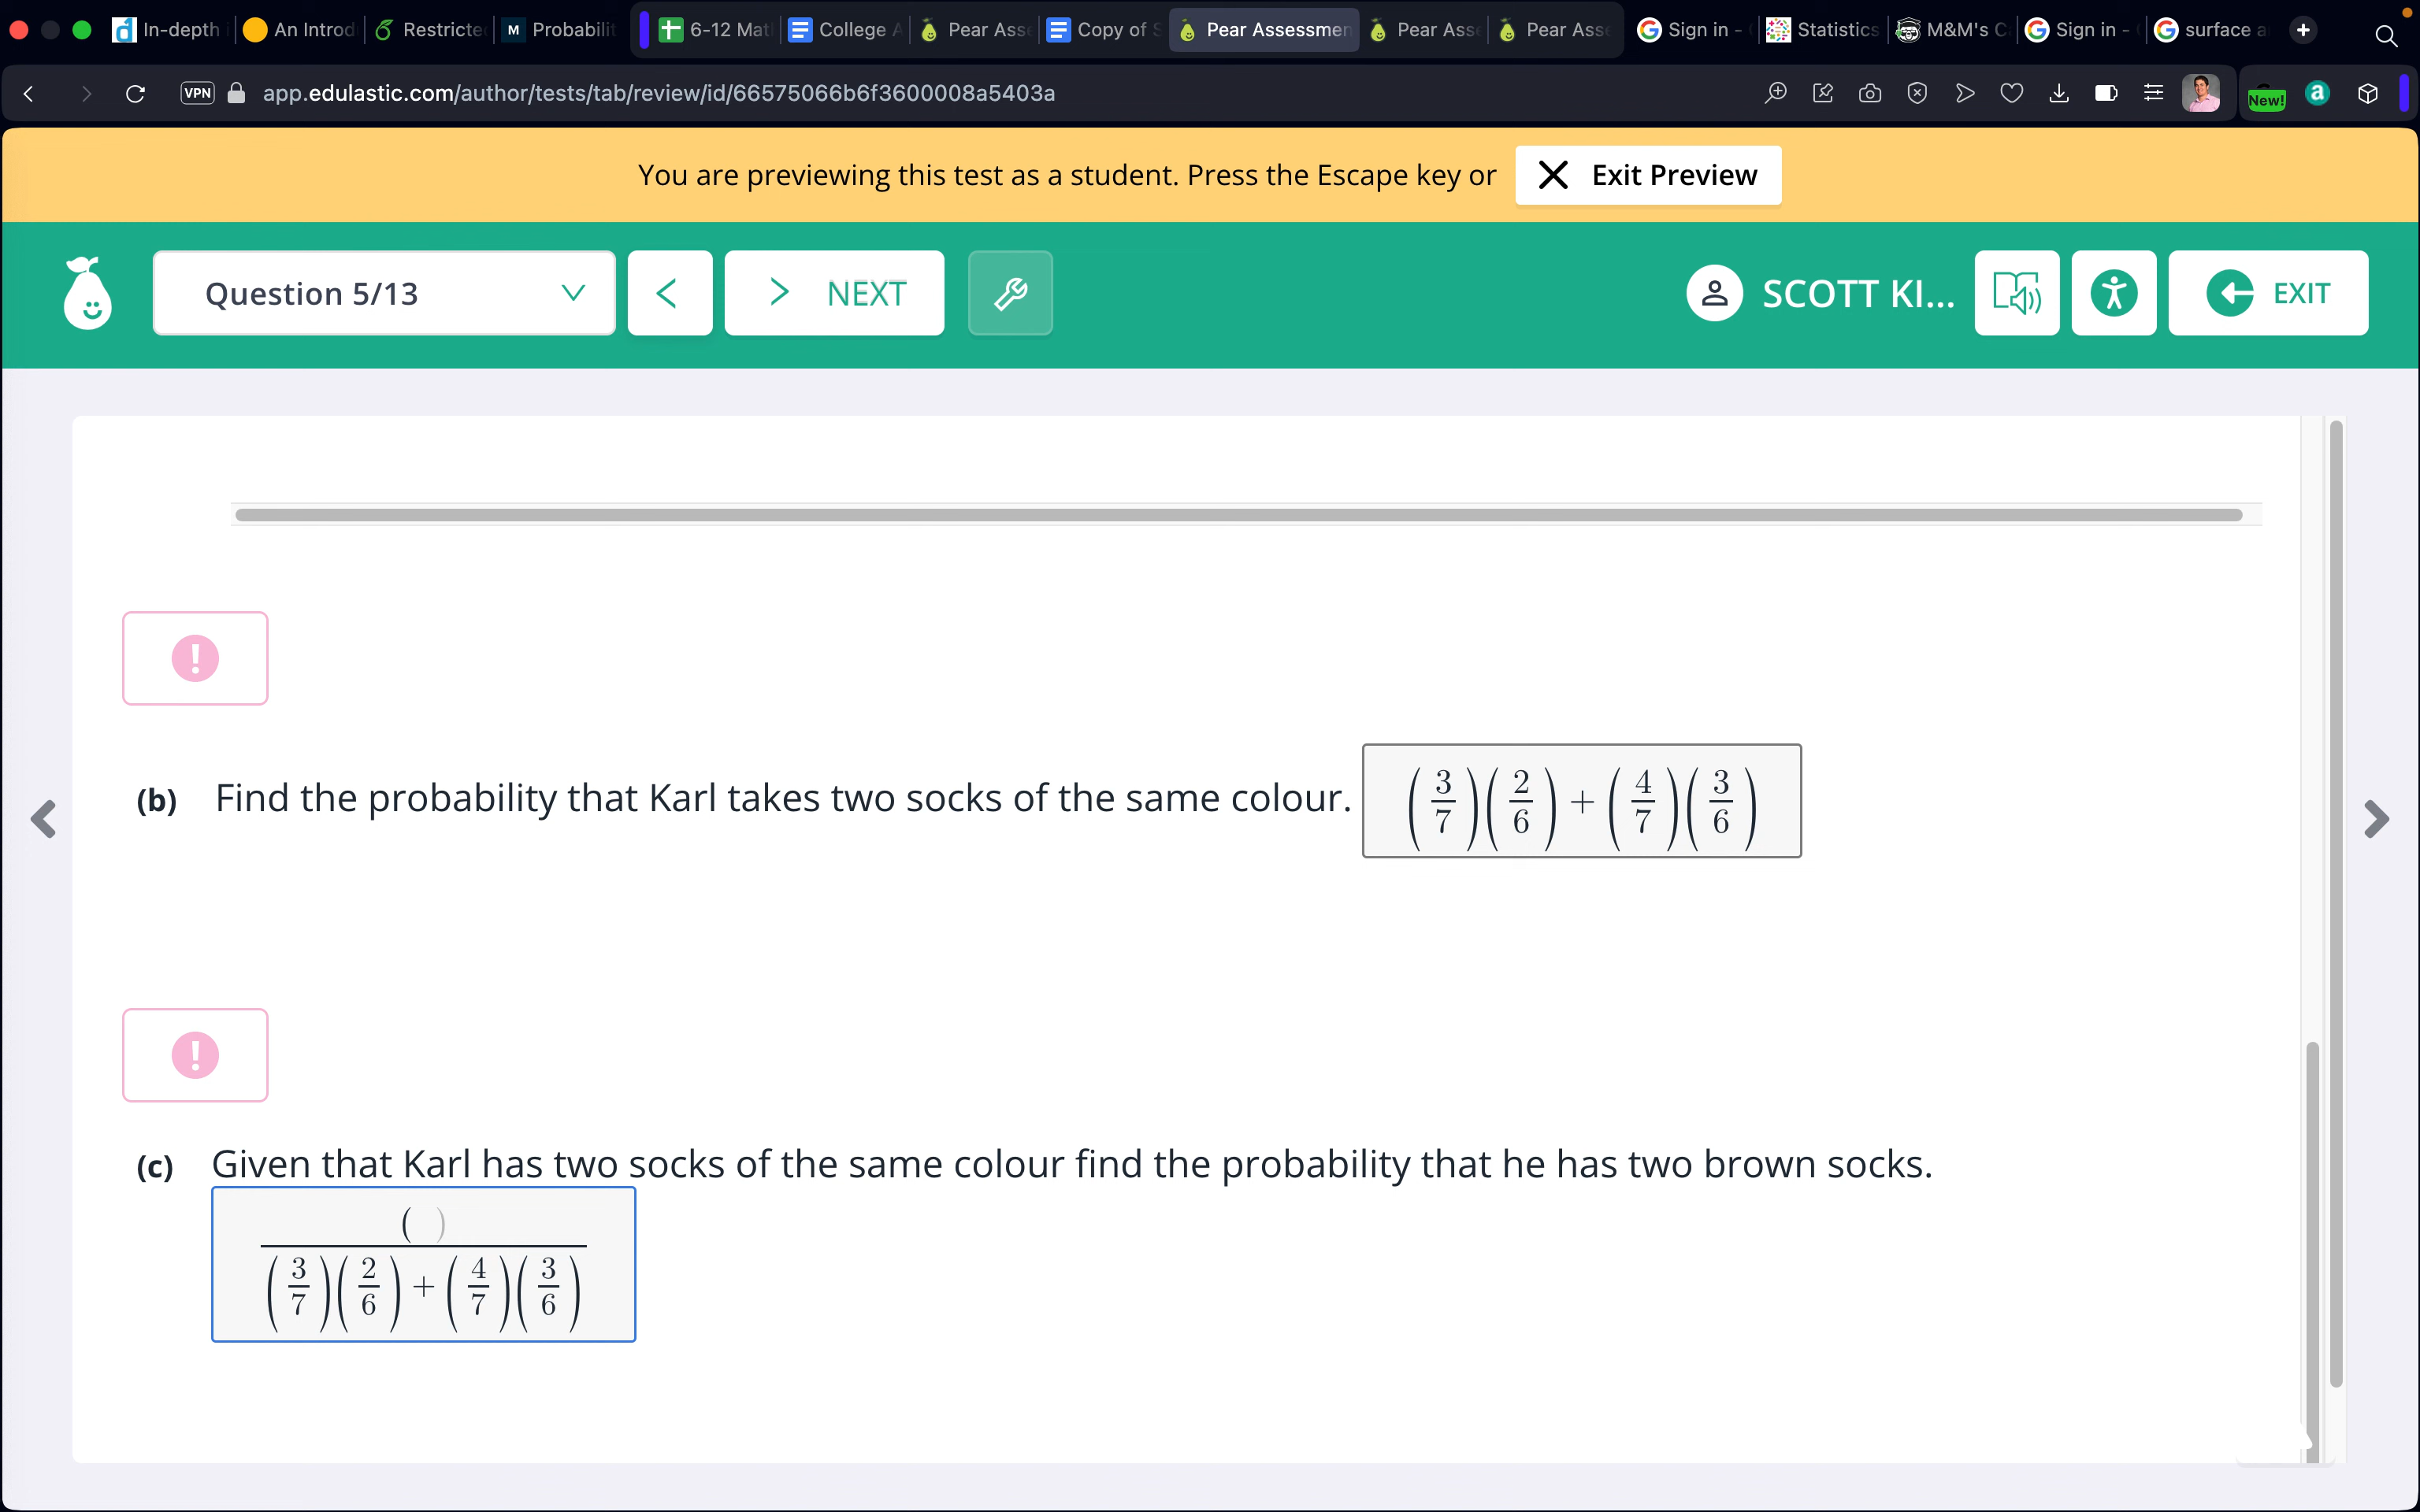 In-depth An Introd Restricte M Probabilit 6-12 Mat College A Pear Ass Copy of S Pear Assessmen Pear Ass Pear Ass Sign in - Statistics M&M's C Sign in - surface a
VPN app.edulastic.com/author/tests/tab/review/id/66575066b6f3600008a5403a New! a
You are previewing this test as a student. Press the Escape key or Exit Preview
Question 5/13 < > NEXT SCOTT KI... EXIT
!
(b) Find the probability that Karl takes two socks of the same colour. (3/7)(2/6)+(4/7)(3/6)
!
(c) Given that Karl has two socks of the same colour find the probability that he has two brown socks.
( )
(3/7)(2/6)+(4/7)(3/6)